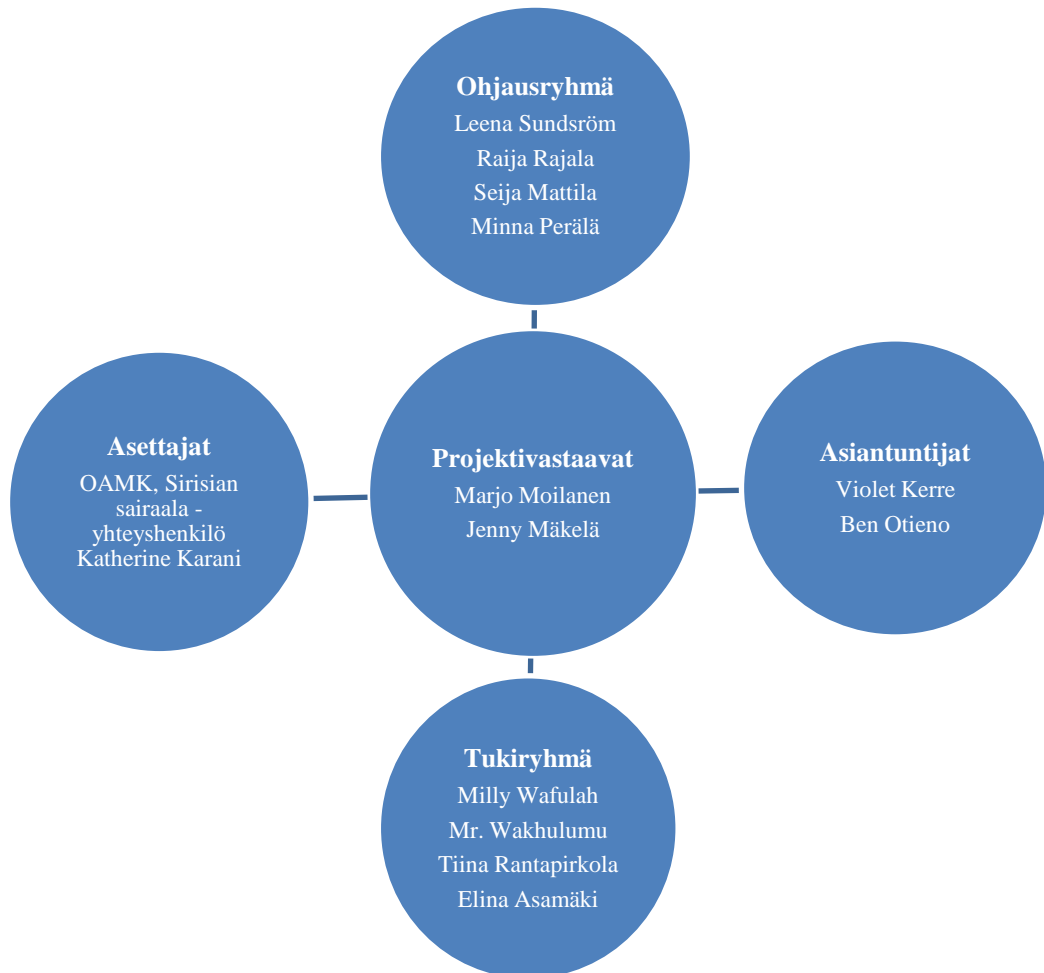 Ohjausryhmä
Leena Sundsröm
Raija Rajala
Seija Mattila
Minna Perälä
Asettajat
OAMK, Sirisian
sairaala -
yhteyshenkilö
Katherine Karani
Projektivastaavat
Marjo Moilanen
Jenny Mäkelä
Asiantuntijat
Violet Kerre
Ben Otieno
Tukiryhmä
Milly Wafulah
Mr. Wakhulumu
Tiina Rantapirkola
Elina Asamäki